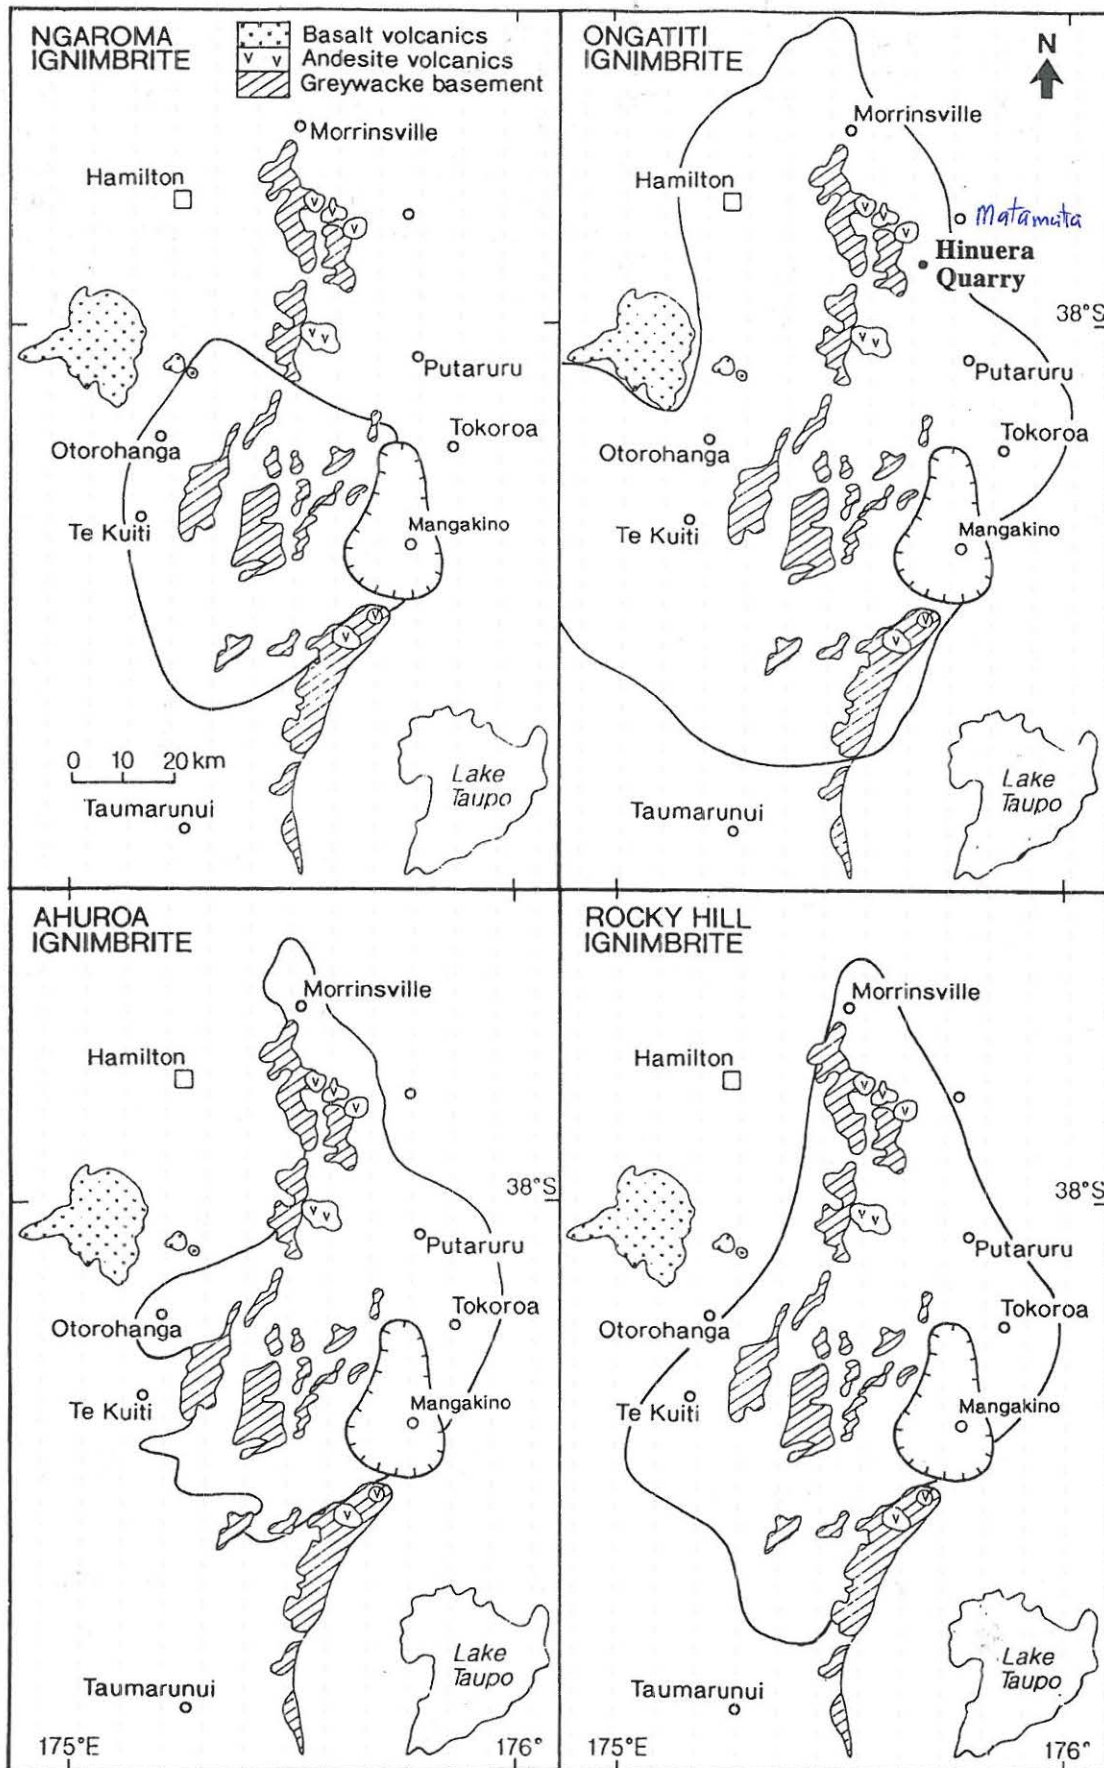 NGAROMA
IGNIMBRITE
Basalt volcanics
v v Andesite volcanics
Greywacke basement
Morrinsville
Hamilton
v
v
v
v v
Putaruru
Otorohanga
Tokoroa
Te Kuiti
Mangakino
v
v
0 10 20 km
Lake
Taupo
Taumarunui
ONGATITI
IGNIMBRITE
N
Morrinsville
Hamilton
v
v
v
Matamata
Hinuera
Quarry
38°S
v v
Putaruru
Otorohanga
Tokoroa
Te Kuiti
Mangakino
v
v
Lake
Taupo
Taumarunui
AHUROA
IGNIMBRITE
Morrinsville
Hamilton
v
v
v
38°S
v v
Putaruru
Otorohanga
Tokoroa
Te Kuiti
Mangakino
v
v
Lake
Taupo
Taumarunui
175°E
176°
ROCKY HILL
IGNIMBRITE
Morrinsville
Hamilton
v
v
v
38°S
v v
Putaruru
Otorohanga
Tokoroa
Te Kuiti
Mangakino
v
v
Lake
Taupo
Taumarunui
175°E
176°